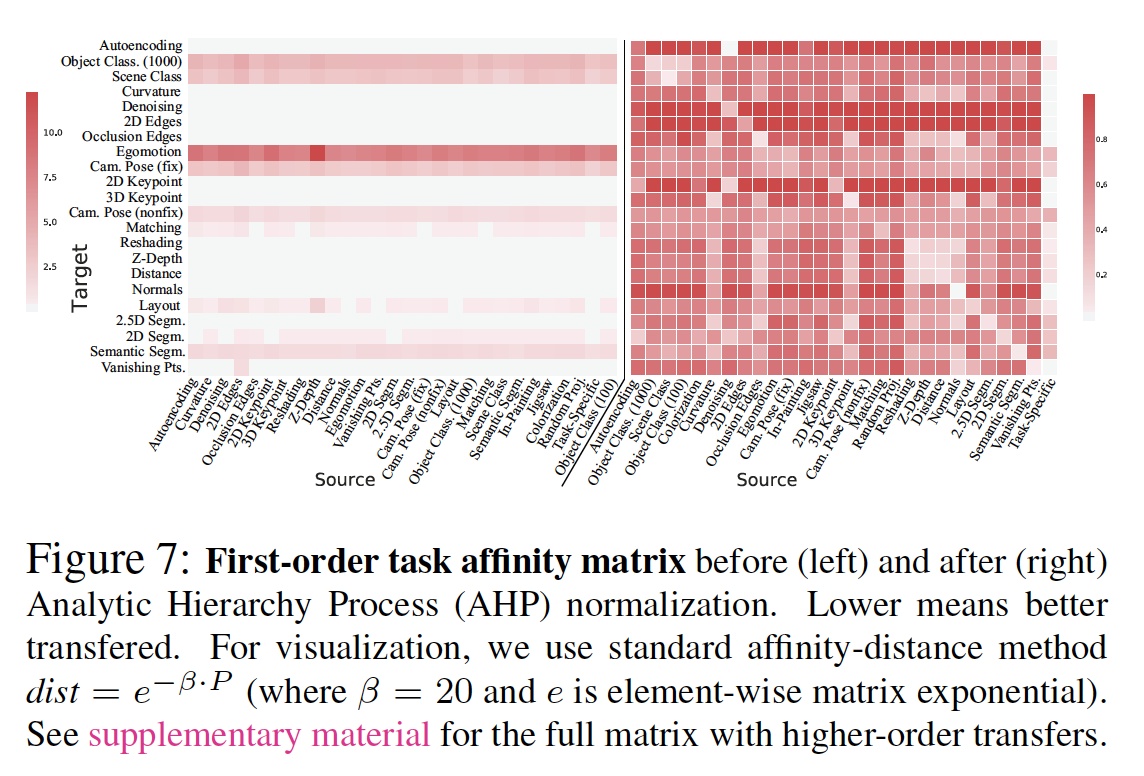 Autoencoding
Object Class. (1000)
Scene Class
Curvature
Denoising
2D Edges
Occlusion Edges
Egomotion
Cam. Pose (fix)
2D Keypoint
3D Keypoint
Cam. Pose (nonfix)
Matching
Reshading
Z-Depth
Distance
Normals
Layout
2.5D Segm.
2D Segm.
Semantic Segm.
Vanishing Pts.
Target
10.0
7.5
5.0
2.5
Autoencoding
Curvature
Denoising
2D Edges
Occlusion Edges
2D Keypoint
3D Keypoint
Reshading
Z-Depth
Distance
Normals
Egomotion
Vanishing Pts.
2D Segm.
2.5D Segm.
Cam. Pose (fix)
Cam. Pose (nonfix)
Layout
Object Class. (1000)
Matching
Scene Class
Semantic Segm.
In-Painting
Jigsaw
Colorization
Random Proj.
Task-Specific
Object Class (100)
Source
Autoencoding
Object Class. (1000)
Scene Class
Object Class (100)
Colorization
Curvature
Denoising
2D Edges
Occlusion Edges
Egomotion
Cam. Pose (fix)
In-Painting
Jigsaw
2D Keypoint
3D Keypoint
Cam. Pose (nonfix)
Matching
Random Proj.
Reshading
Z-Depth
Distance
Normals
Layout
2.5D Segm.
2D Segm.
Semantic Segm.
Vanishing Pts.
Task-Specific
Source
0.8
0.6
0.4
0.2
Figure 7: First-order task affinity matrix before (left) and after (right)
Analytic Hierarchy Process (AHP) normalization. Lower means better
transfered. For visualization, we use standard affinity-distance method
dist = e^{−β·P} (where β = 20 and e is element-wise matrix exponential).
See supplementary material for the full matrix with higher-order transfers.